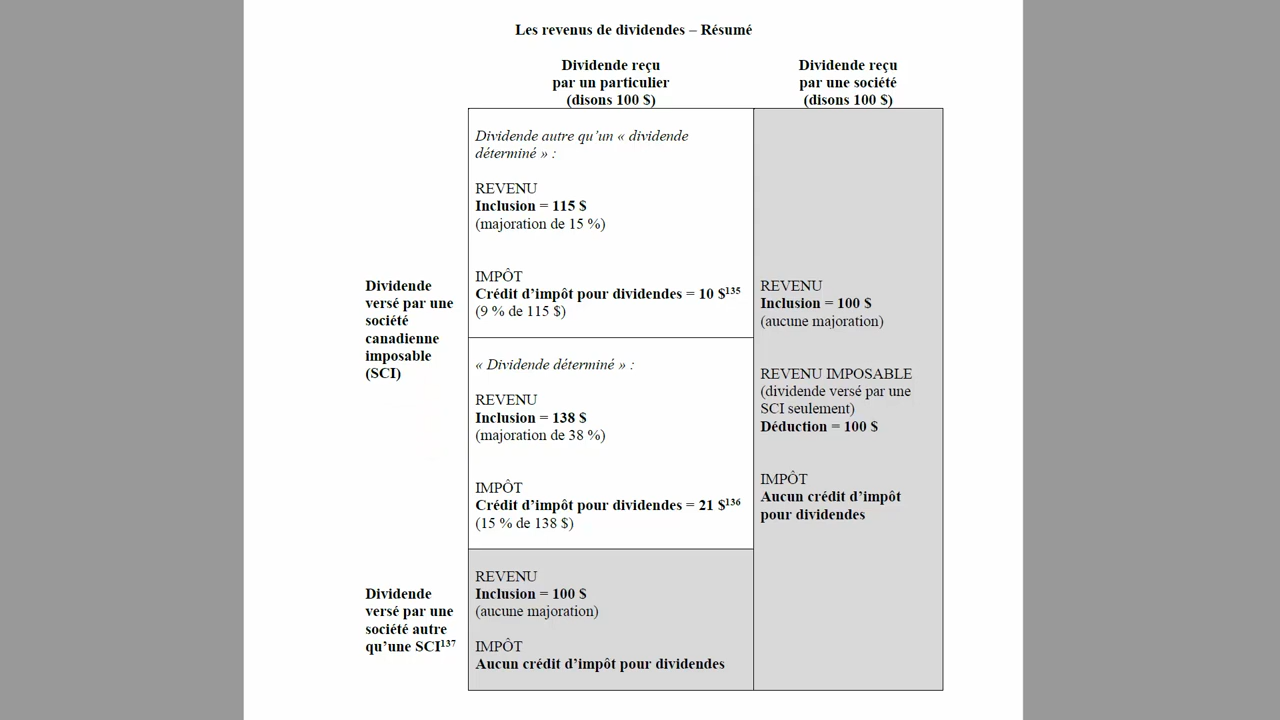 Les revenus de dividendes – Résumé
Dividende reçu
par un particulier
(disons 100 $)
Dividende reçu
par une société
(disons 100 $)
Dividende
versé par une
société
canadienne
imposable
(SCI)
Dividende autre qu’un « dividende
déterminé » :
REVENU
Inclusion = 115 $
(majoration de 15 %)
IMPÔT
Crédit d’impôt pour dividendes = 10 $135
(9 % de 115 $)
« Dividende déterminé » :
REVENU
Inclusion = 138 $
(majoration de 38 %)
IMPÔT
Crédit d’impôt pour dividendes = 21 $136
(15 % de 138 $)
REVENU
Inclusion = 100 $
(aucune majoration)
REVENU IMPOSABLE
(dividende versé par une
SCI seulement)
Déduction = 100 $
IMPÔT
Aucun crédit d’impôt
pour dividendes
Dividende
versé par une
société autre
qu’une SCI137
REVENU
Inclusion = 100 $
(aucune majoration)
IMPÔT
Aucun crédit d’impôt pour dividendes